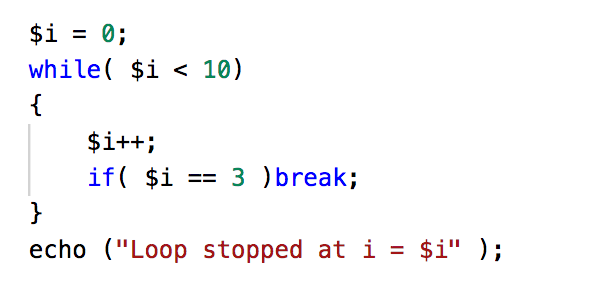 $i = 0;
while( $i < 10)
{
    $i++;
    if( $i == 3 )break;
}
echo ("Loop stopped at i = $i" );